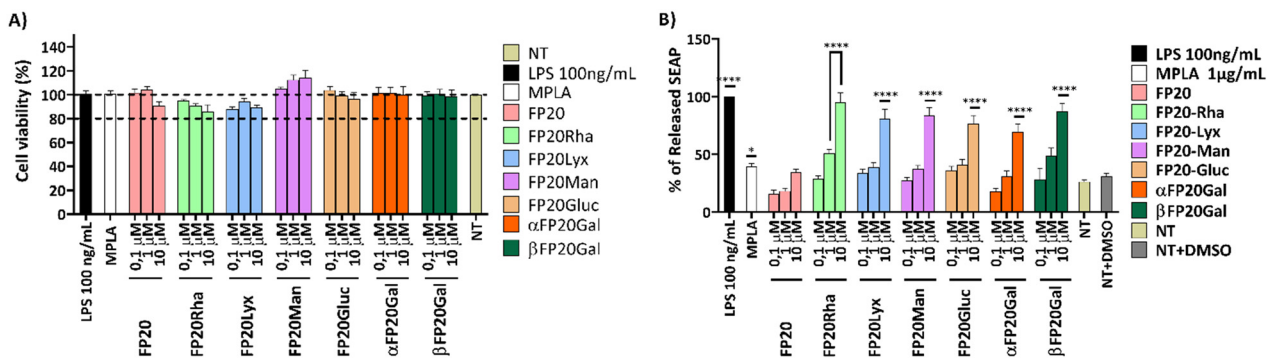 A)
Cell viability (%)
140
120
100
80
60
40
20
0
LPS 100 ng/mL
MPLA
0,1 μM
1 μM
10 μM
FP20
0,1 μM
1 μM
10 μM
FP20Rha
0,1 μM
1 μM
10 μM
FP20Lyx
0,1 μM
1 μM
10 μM
FP20Man
0,1 μM
1 μM
10 μM
FP20Gluc
0,1 μM
1 μM
10 μM
αFP20Gal
0,1 μM
1 μM
10 μM
βFP20Gal
NT
NT
LPS 100ng/mL
MPLA
FP20
FP20Rha
FP20Lyx
FP20Man
FP20Gluc
αFP20Gal
βFP20Gal
B)
% of Released SEAP
150
100
50
0
****
*
****
****
****
****
****
****
LPS 100 ng/mL
MPLA
0,1 μM
1 μM
10 μM
FP20
0,1 μM
1 μM
10 μM
FP20Rha
0,1 μM
1 μM
10 μM
FP20Lyx
0,1 μM
1 μM
10 μM
FP20Man
0,1 μM
1 μM
10 μM
FP20Gluc
0,1 μM
1 μM
10 μM
αFP20Gal
0,1 μM
1 μM
10 μM
βFP20Gal
NT
NT+DMSO
LPS 100ng/mL
MPLA 1μg/mL
FP20
FP20-Rha
FP20-Lyx
FP20-Man
FP20-Gluc
αFP20Gal
βFP20Gal
NT
NT+DMSO